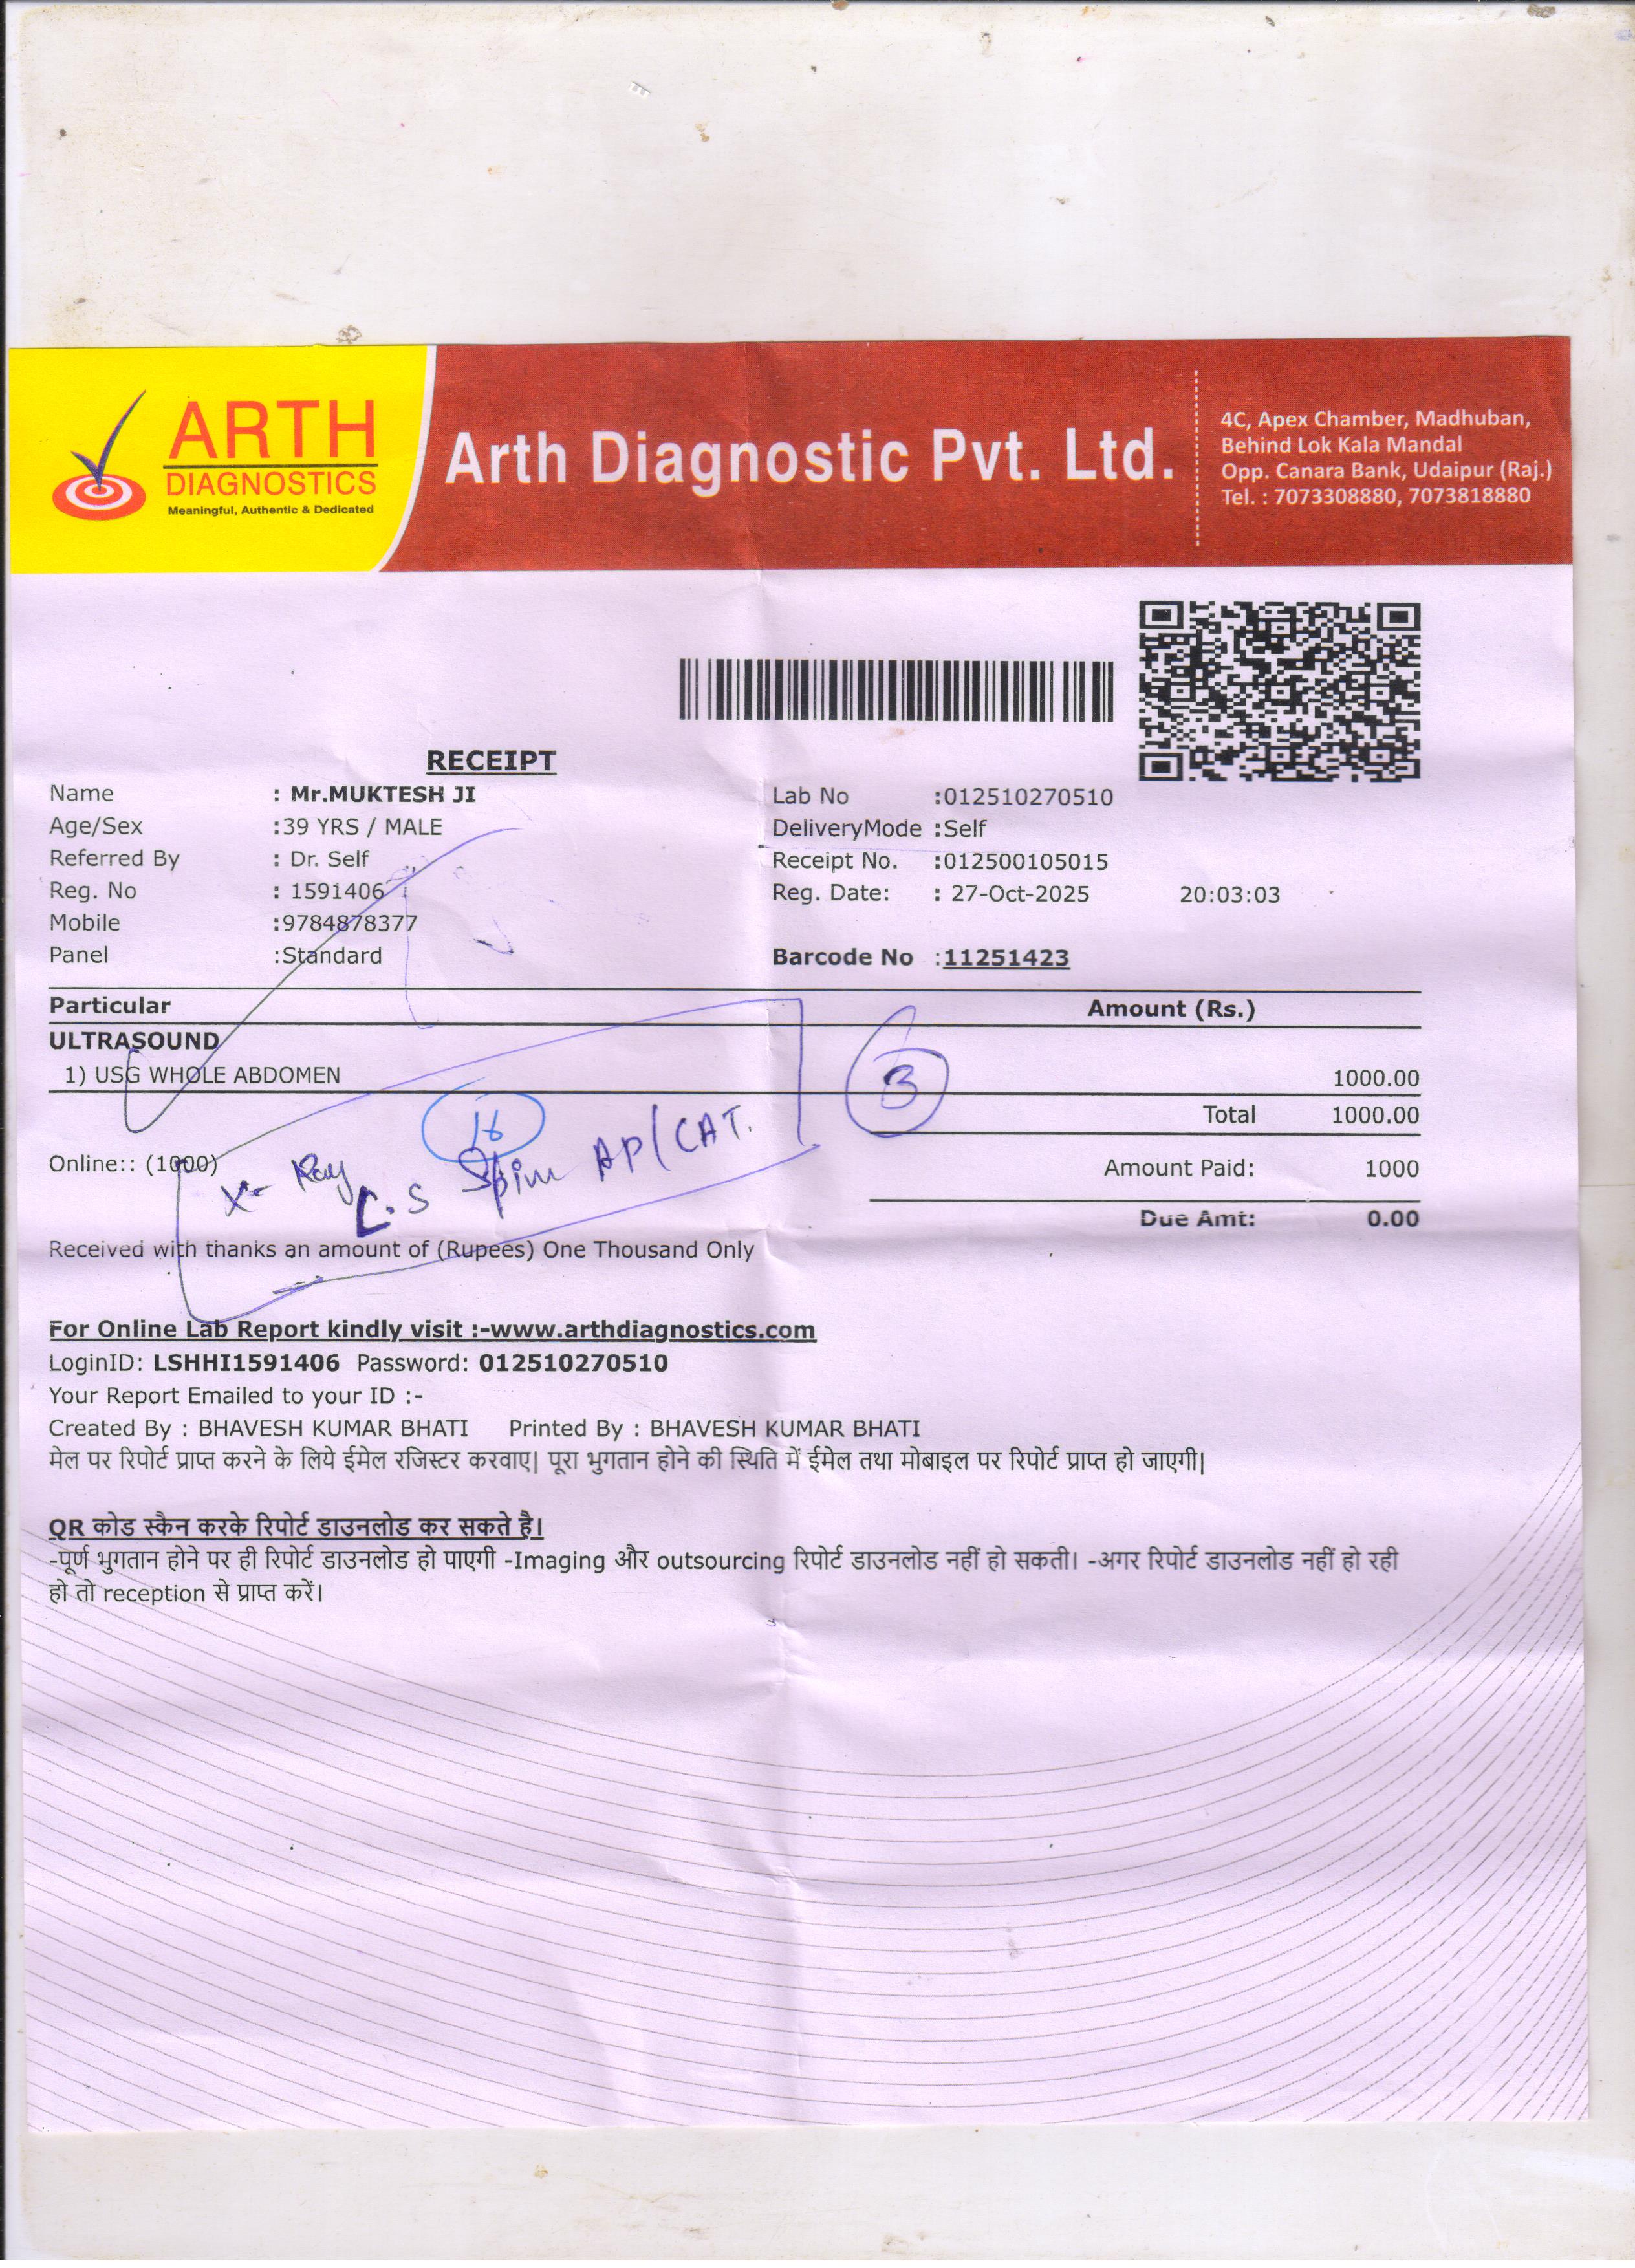 ARTH
DIAGNOSTICS
Meaningful, Authentic & Dedicated
Arth Diagnostic Pvt. Ltd.
4C, Apex Chamber, Madhuban,
Behind Lok Kala Mandal
Opp. Canara Bank, Udaipur (Raj.)
Tel. : 7073308880, 7073818880
RECEIPT
Name : Mr.MUKTESH JI Lab No :012510270510
Age/Sex :39 YRS / MALE DeliveryMode :Self
Referred By : Dr. Self Receipt No. :012500105015
Reg. No : 1591406 Reg. Date: : 27-Oct-2025 20:03:03
Mobile :9784878377
Panel :Standard Barcode No :11251423
Particular Amount (Rs.)
ULTRASOUND
1) USG WHOLE ABDOMEN 1000.00
3
Total 1000.00
Online:: (1000) Amount Paid: 1000
X- Ray L.S AP/
Due Amt: 0.00
Received with thanks an amount of (Rupees) One Thousand Only
For Online Lab Report kindly visit :-www.arthdiagnostics.com
LoginID: LSHHI1591406 Password: 012510270510
Your Report Emailed to your ID :-
Created By : BHAVESH KUMAR BHATI Printed By : BHAVESH KUMAR BHATI
मेल पर रिपोर्ट प्राप्त करने के लिये ईमेल रजिस्टर करवाए| पूरा भुगतान होने की स्थिति में ईमेल तथा मोबाइल पर रिपोर्ट प्राप्त हो जाएगी|
QR कोड स्कैन करके रिपोर्ट डाउनलोड कर सकते है।
-पूर्ण भुगतान होने पर ही रिपोर्ट डाउनलोड हो पाएगी -Imaging और outsourcing रिपोर्ट डाउनलोड नहीं हो सकती। -अगर रिपोर्ट डाउनलोड नहीं हो रही
हो तो reception से प्राप्त करें।